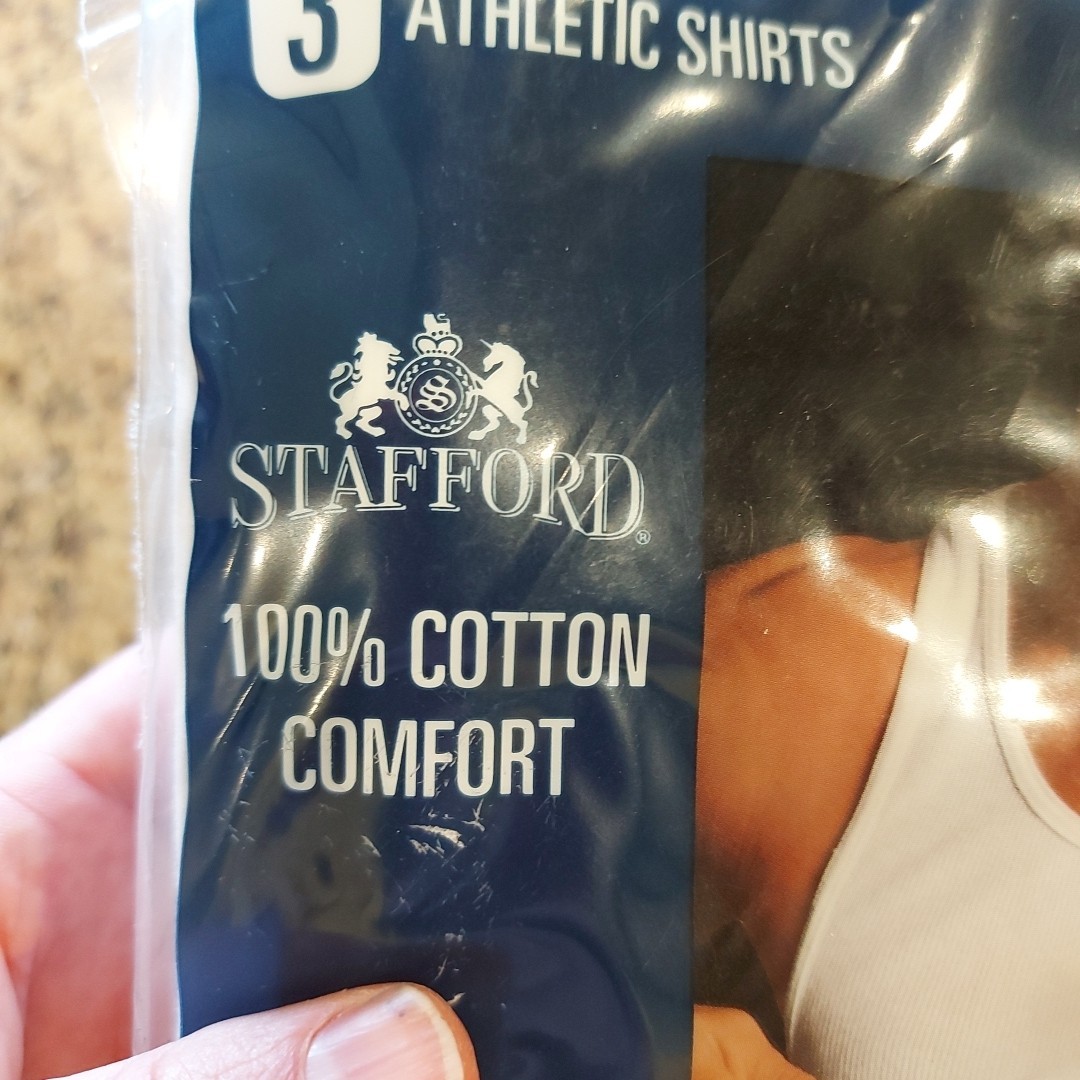 3 ATHLETIC SHIRTS
S
STAFFORD®
100% COTTON
COMFORT